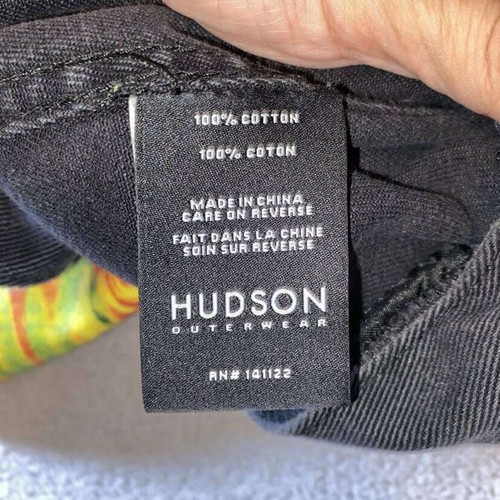 100% COTTON
100% COTON
MADE IN CHINA
CARE ON REVERSE
FAIT DANS LA CHINE
SOIN SUR REVERSE
HUDSON
OUTERWEAR
RN# 141122